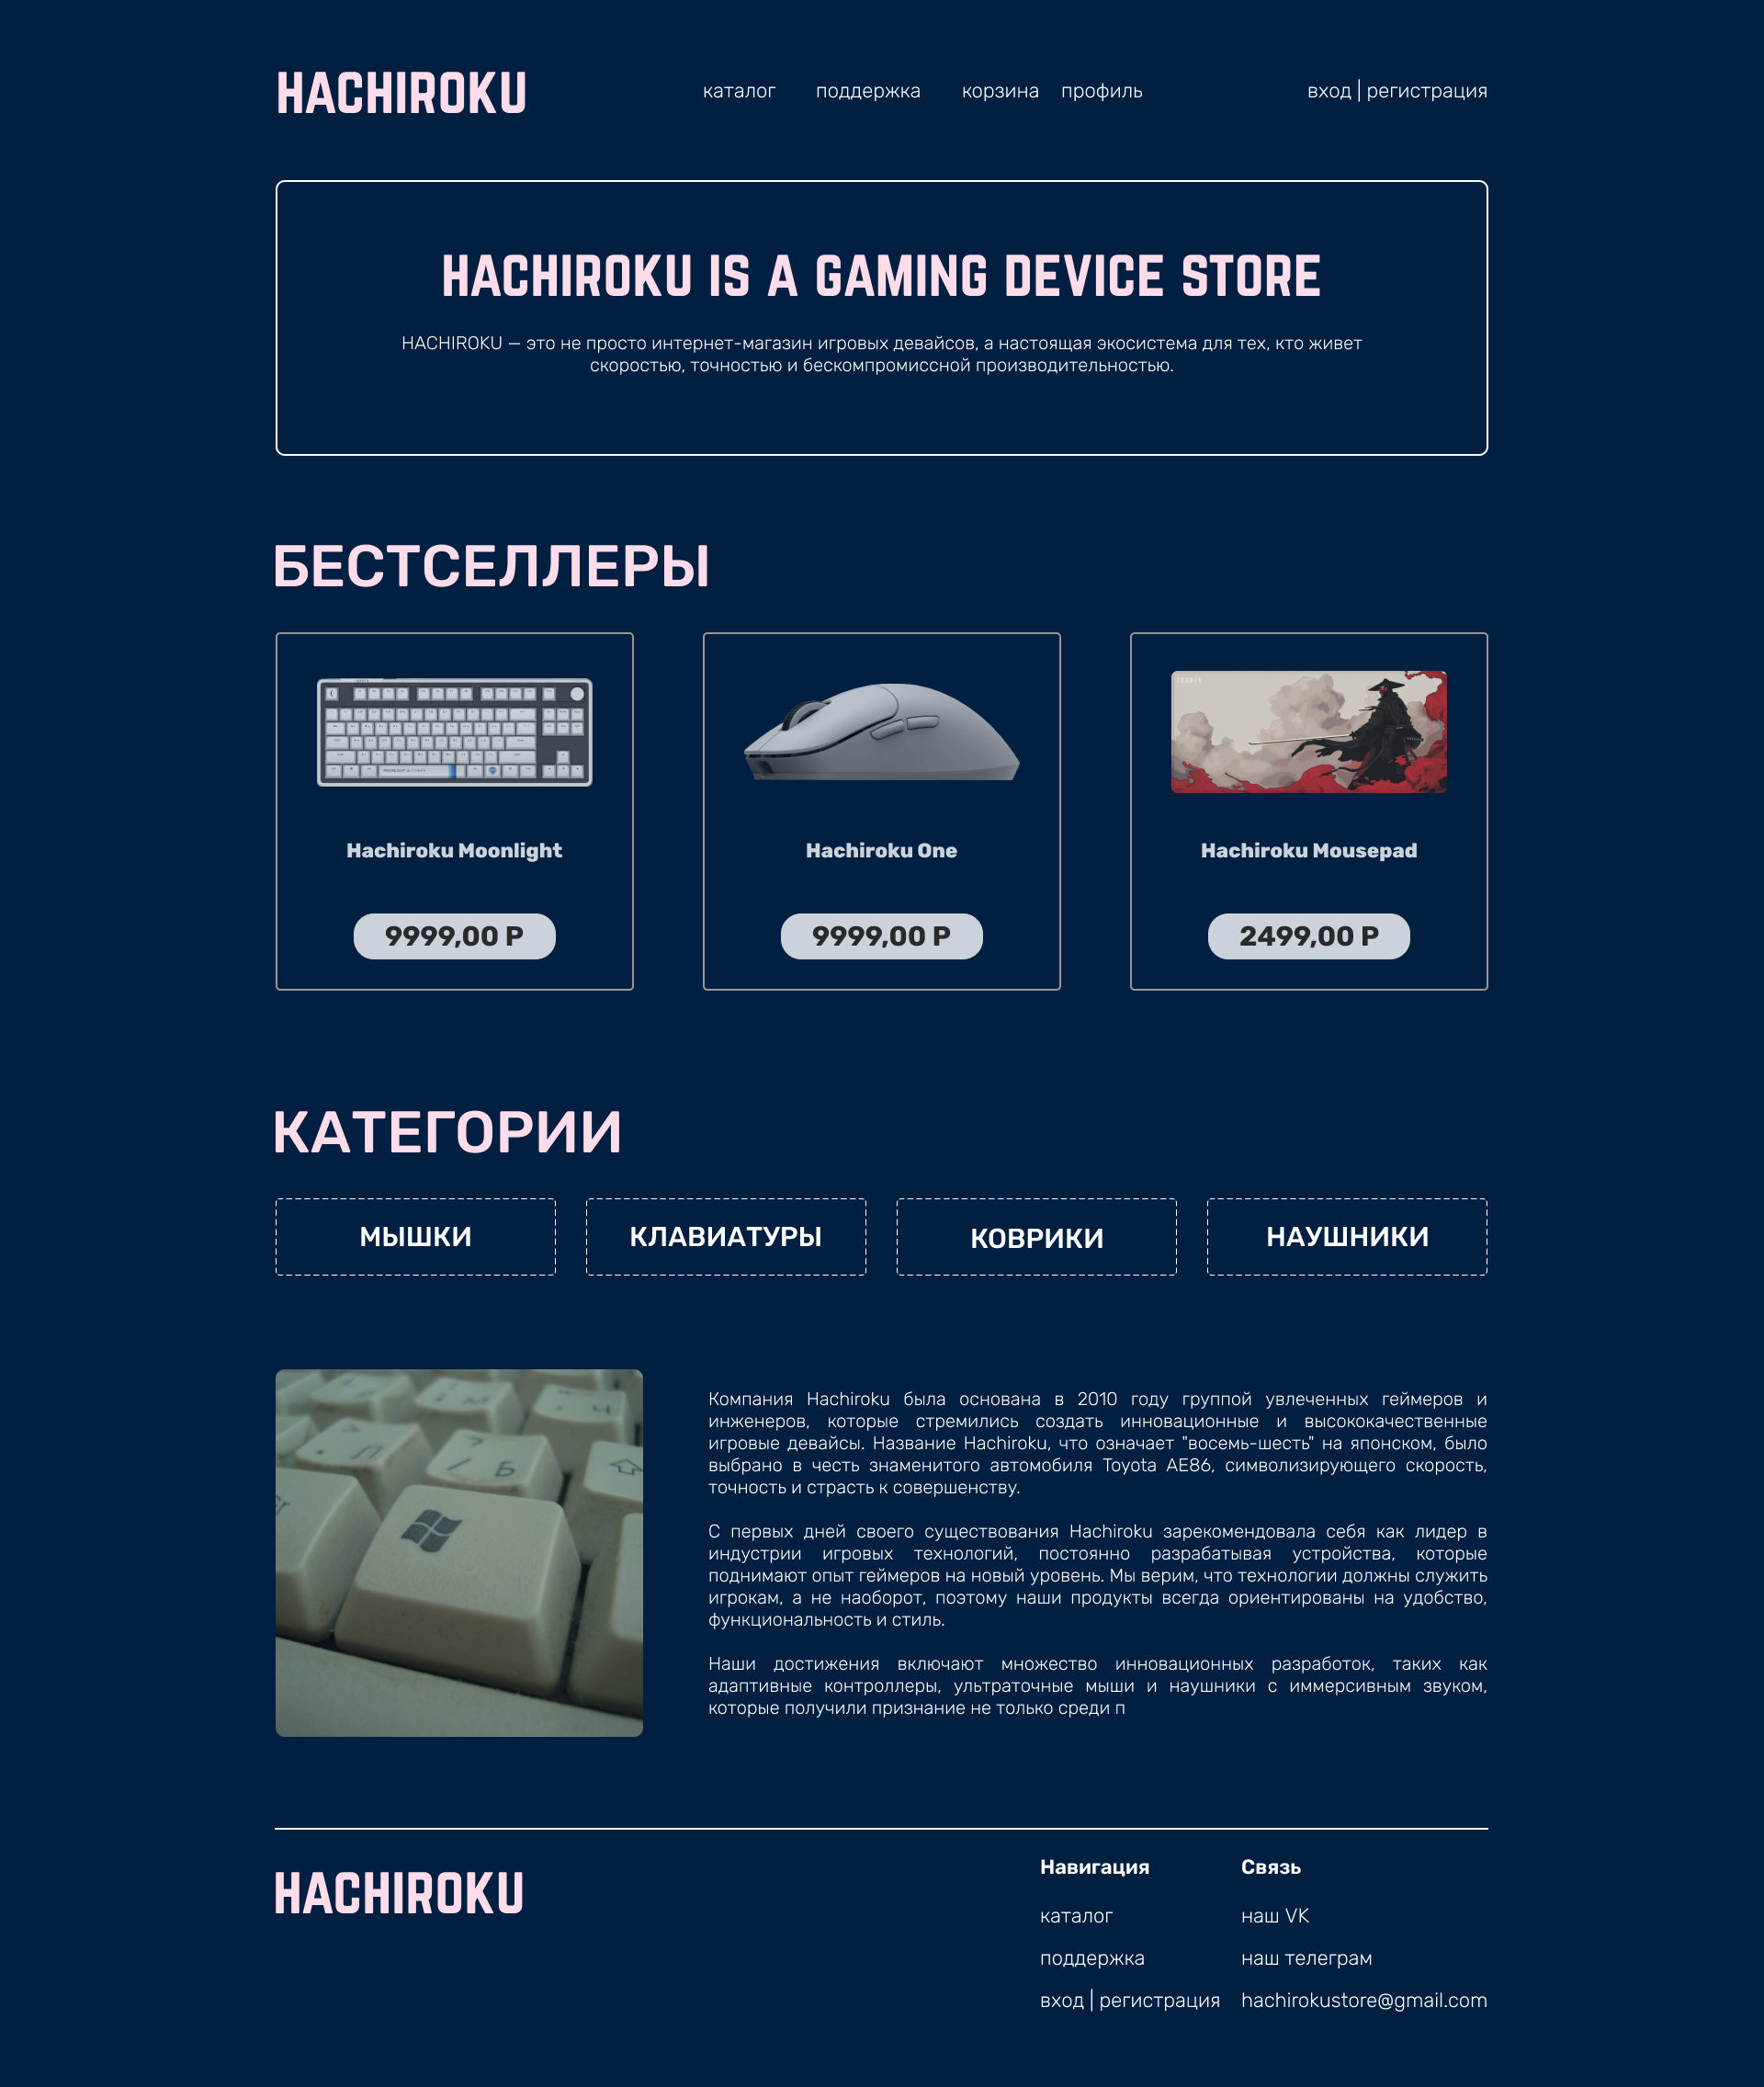 HACHIROKU
каталог поддержка корзина профиль вход | регистрация
HACHIROKU IS A GAMING DEVICE STORE
HACHIROKU — это не просто интернет-магазин игровых девайсов, а настоящая экосистема для тех, кто живет
скоростью, точностью и бескомпромиссной производительностью.
БЕСТСЕЛЛЕРЫ
Hachiroku Moonlight
9999,00 Р
Hachiroku One
9999,00 Р
Hachiroku Mousepad
2499,00 Р
КАТЕГОРИИ
МЫШКИ
КЛАВИАТУРЫ
КОВРИКИ
НАУШНИКИ
Компания Hachiroku была основана в 2010 году группой увлеченных геймеров и
инженеров, которые стремились создать инновационные и высококачественные
игровые девайсы. Название Hachiroku, что означает "восемь-шесть" на японском, было
выбрано в честь знаменитого автомобиля Toyota AE86, символизирующего скорость,
точность и страсть к совершенству.
С первых дней своего существования Hachiroku зарекомендовала себя как лидер в
индустрии игровых технологий, постоянно разрабатывая устройства, которые
поднимают опыт геймеров на новый уровень. Мы верим, что технологии должны служить
игрокам, а не наоборот, поэтому наши продукты всегда ориентированы на удобство,
функциональность и стиль.
Наши достижения включают множество инновационных разработок, таких как
адаптивные контроллеры, ультраточные мыши и наушники с иммерсивным звуком,
которые получили признание не только среди п
HACHIROKU
Навигация
каталог
поддержка
вход | регистрация
Связь
наш VK
наш телеграм
hachirokustore@gmail.com